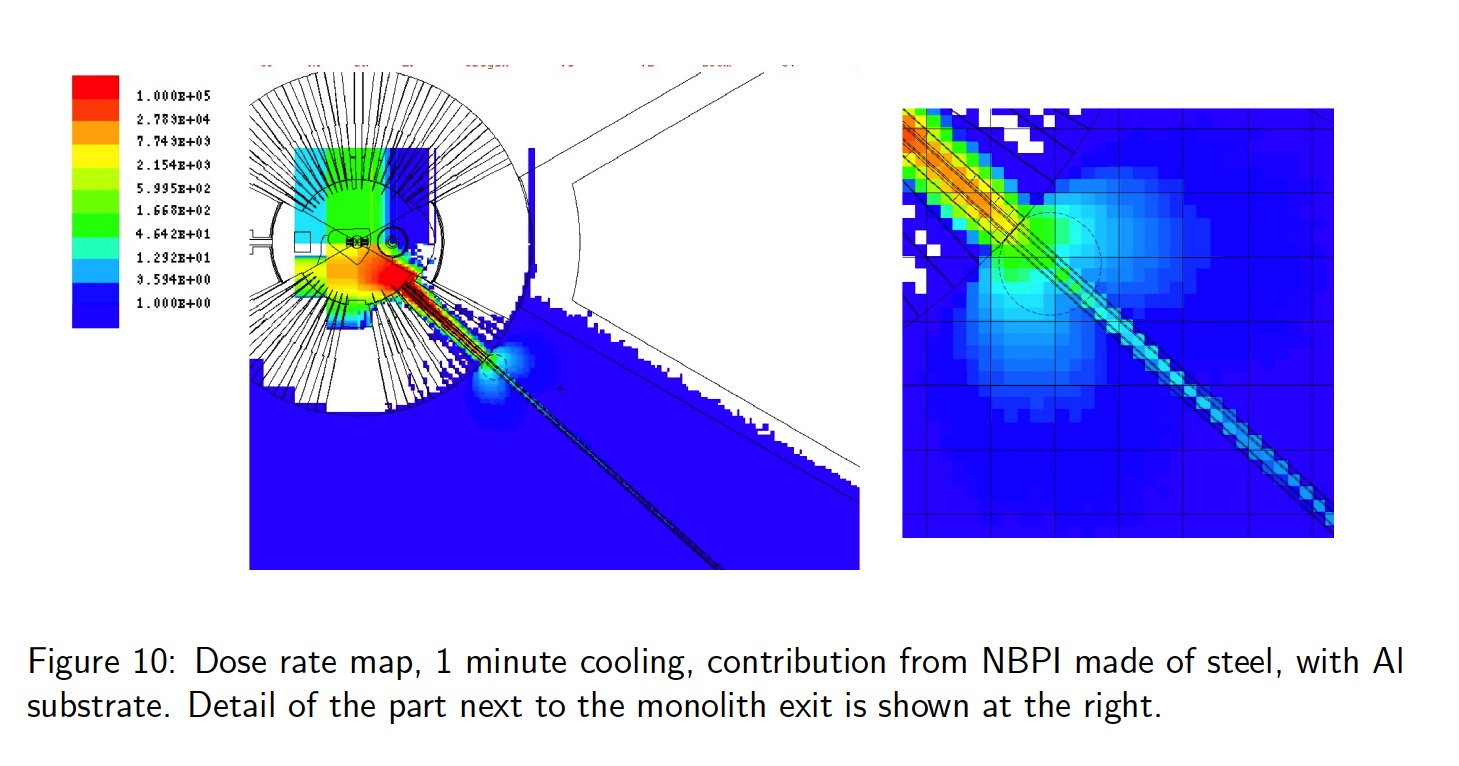 1.000E+05
2.783E+04
7.743E+03
2.154E+03
5.995E+02
1.668E+02
4.642E+01
1.292E+01
3.594E+00
1.000E+00
Figure 10: Dose rate map, 1 minute cooling, contribution from NBPI made of steel, with Al
substrate. Detail of the part next to the monolith exit is shown at the right.